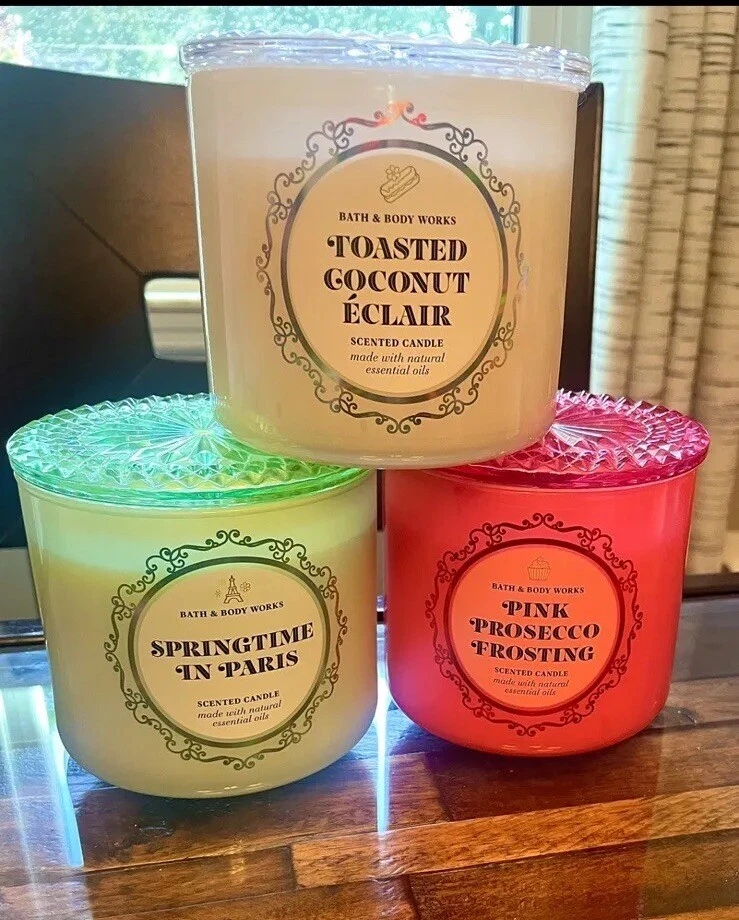 BATH & BODY WORKS
TOASTED
COCONUT
ÉCLAIR
SCENTED CANDLE
made with natural
essential oils
BATH & BODY WORKS
SPRINGTIME
IN PARIS
SCENTED CANDLE
made with natural
essential oils
BATH & BODY WORKS
PINK
PROSECCO
FROSTING
SCENTED CANDLE
made with natural
essential oils